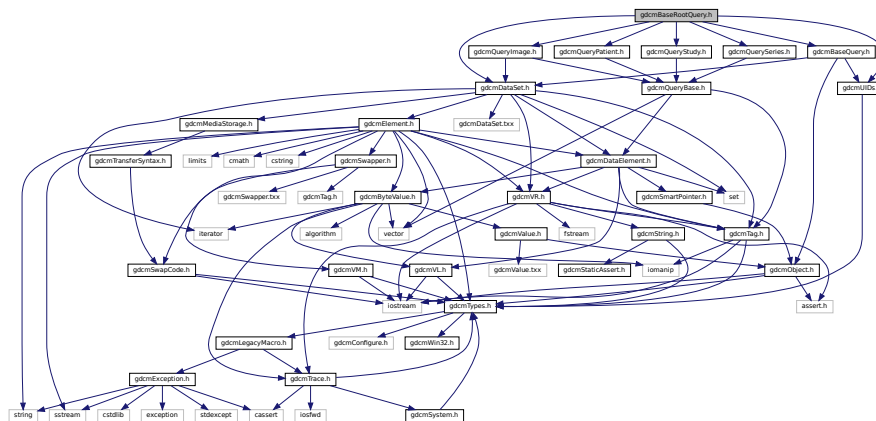 gdcmBaseRootQuery.h
gdcmQueryImage.h
gdcmQueryPatient.h
gdcmQueryStudy.h
gdcmQuerySeries.h
gdcmBaseQuery.h
gdcmDataSet.h
gdcmQueryBase.h
gdcmUIDs
gdcmMediaStorage.h
gdcmElement.h
gdcmDataSet.txx
gdcmTransferSyntax.h
limits
cmath
cstring
gdcmSwapper.h
gdcmDataElement.h
gdcmSwapper.txx
gdcmTag.h
gdcmByteValue.h
gdcmVR.h
gdcmSmartPointer.h
set
iterator
algorithm
vector
gdcmValue.h
fstream
gdcmString.h
gdcmTag.h
gdcmSwapCode.h
gdcmVM.h
gdcmVL.h
gdcmValue.txx
gdcmStaticAssert.h
iomanip
gdcmObject.h
iostream
gdcmTypes.h
assert.h
gdcmLegacyMacro.h
gdcmConfigure.h
gdcmWin32.h
gdcmException.h
gdcmTrace.h
string
sstream
cstdlib
exception
stdexcept
cassert
iosfwd
gdcmSystem.h